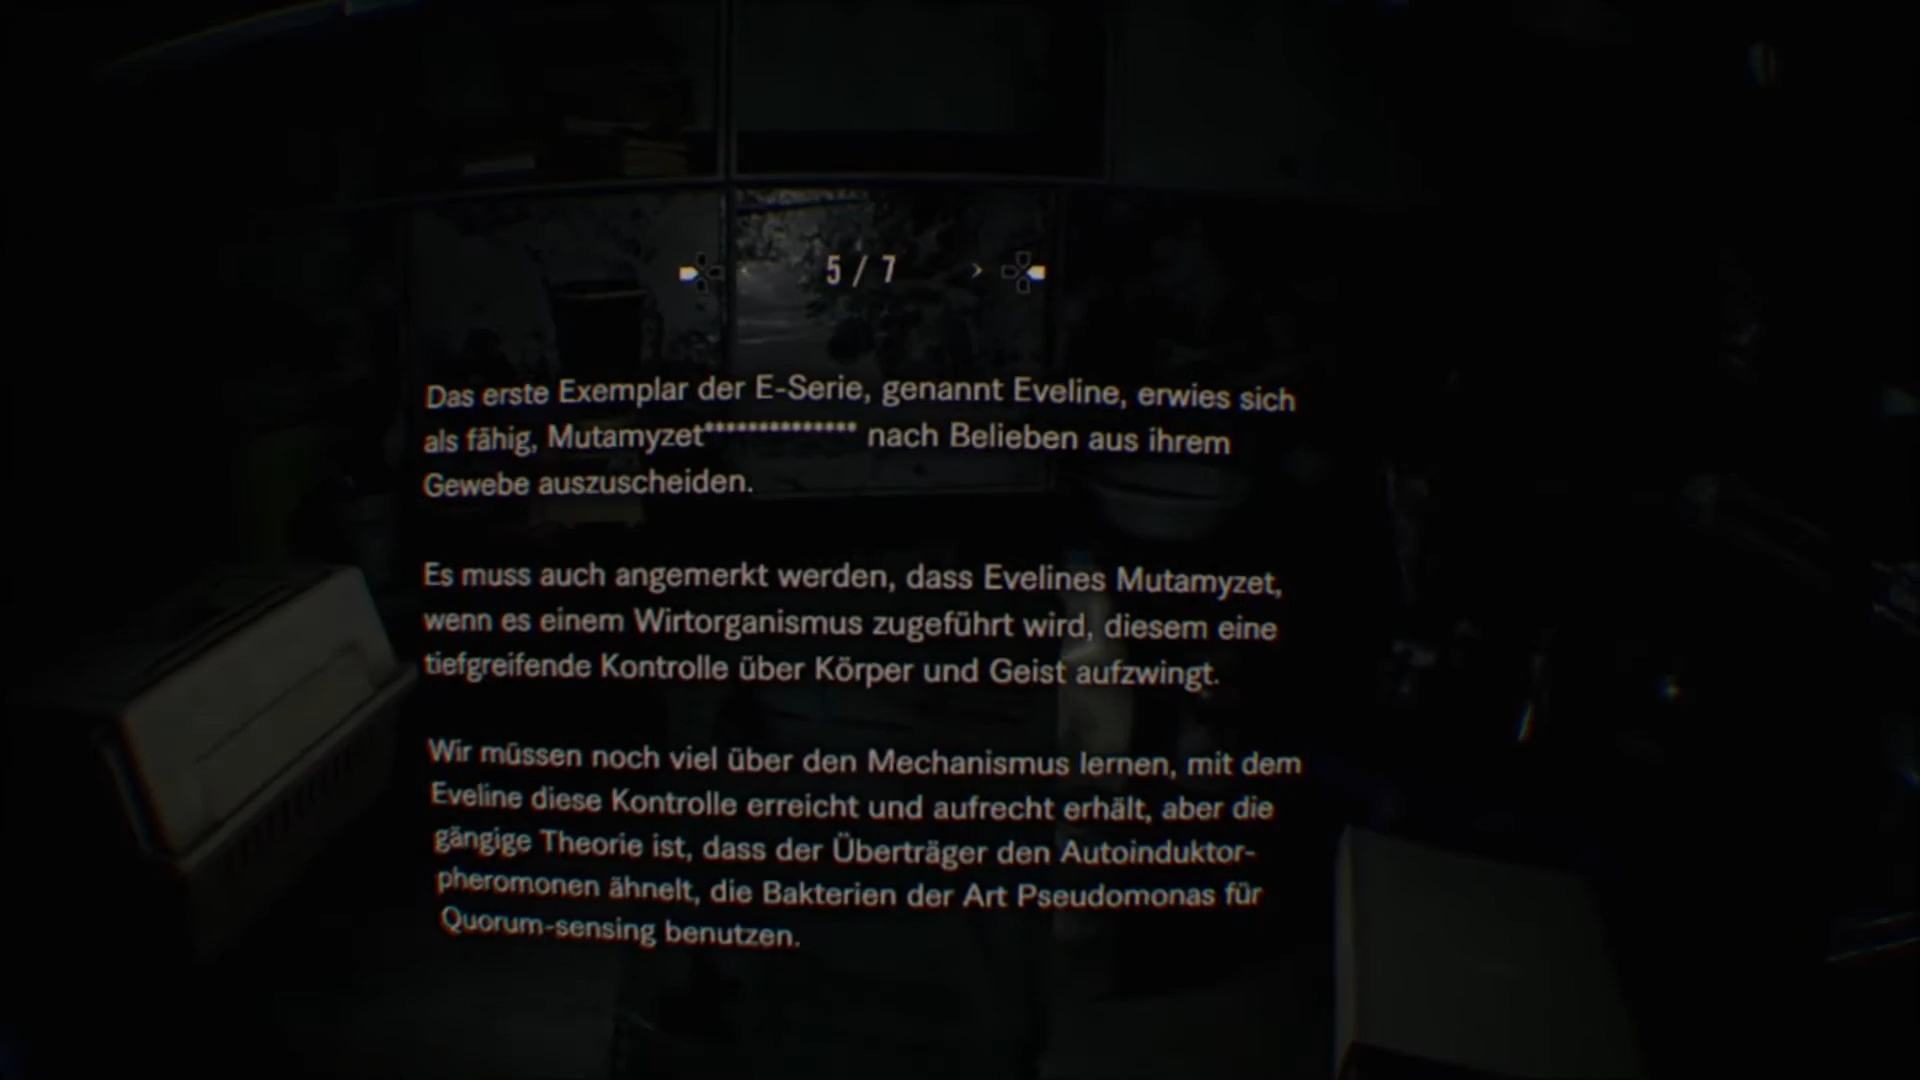 5 / 7 >
Das erste Exemplar der E-Serie, genannt Eveline, erwies sich
als fähig, Mutamyzet************** nach Belieben aus ihrem
Gewebe auszuscheiden.
Es muss auch angemerkt werden, dass Evelines Mutamyzet,
wenn es einem Wirtorganismus zugeführt wird, diesem eine
tiefgreifende Kontrolle über Körper und Geist aufzwingt.
Wir müssen noch viel über den Mechanismus lernen, mit dem
Eveline diese Kontrolle erreicht und aufrecht erhält, aber die
gängige Theorie ist, dass der Überträger den Autoinduktor-
pheromonen ähnelt, die Bakterien der Art Pseudomonas für
Quorum-sensing benutzen.